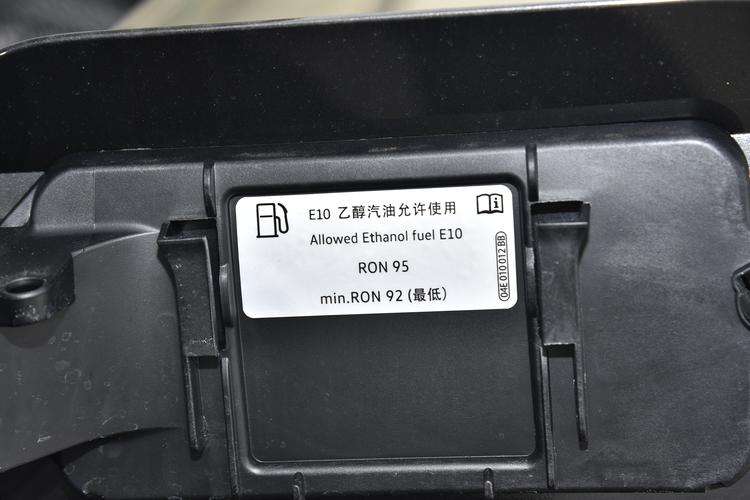 E10 乙醇汽油允许使用
Allowed Ethanol fuel E10
RON 95
min.RON 92 (最低)
04E 010 012 BB